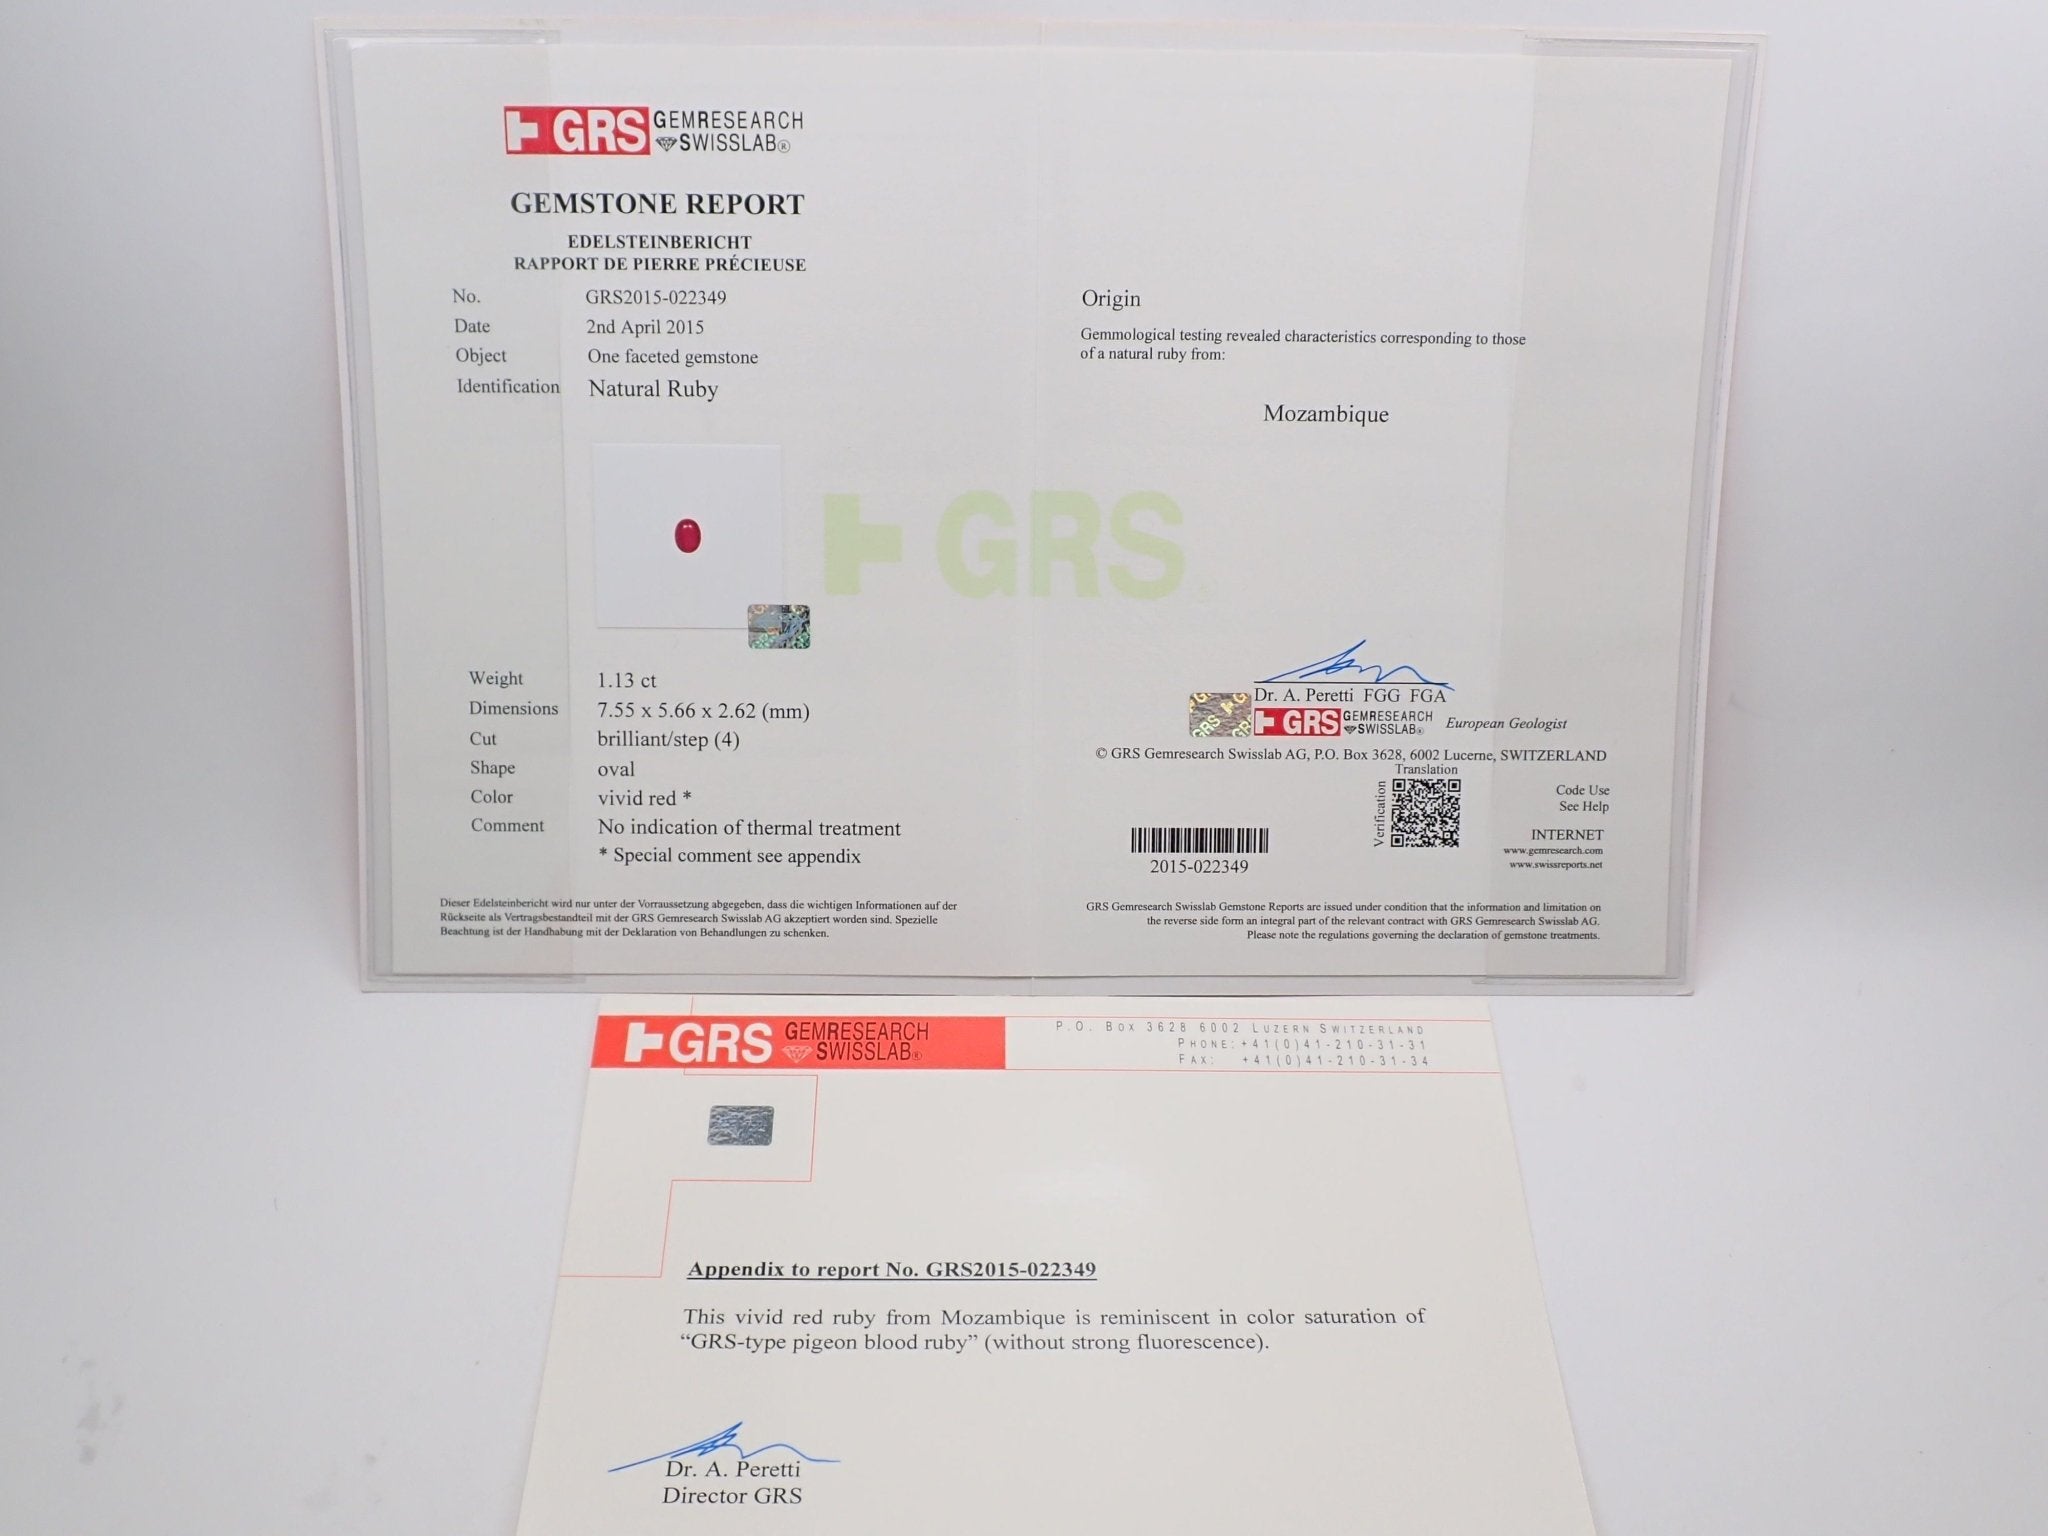 GRS GEMRESEARCH
SWISSLAB®
GEMSTONE REPORT
EDELSTEINBERICHT
RAPPORT DE PIERRE PRÉCIEUSE
No. GRS2015-022349
Date 2nd April 2015
Object One faceted gemstone
Identification Natural Ruby
Weight 1.13 ct
Dimensions 7.55 x 5.66 x 2.62 (mm)
Cut brilliant/step (4)
Shape oval
Color vivid red *
Comment No indication of thermal treatment
* Special comment see appendix
Dieser Edelsteinbericht wird nur unter der Vorraussetzung abgegeben, dass die wichtigen Informationen auf der
Rückseite als Vertragsbestandteil mit der GRS Gemresearch Swisslab AG akzeptiert worden sind. Spezielle
Beachtung ist der Handhabung mit der Deklaration von Behandlungen zu schenken.
GRS
Origin
Gemmological testing revealed characteristics corresponding to those
of a natural ruby from:
Mozambique
Dr. A. Peretti FGG FGA
GRS GEMRESEARCH
SWISSLAB®
European Geologist
© GRS Gemresearch Swisslab AG, P.O. Box 3628, 6002 Lucerne, SWITZERLAND
Translation
Verification
Code Use
See Help
INTERNET
www.gemresearch.com
www.swissreports.net
2015-022349
GRS Gemresearch Swisslab Gemstone Reports are issued under condition that the information and limitation on
the reverse side form an integral part of the relevant contract with GRS Gemresearch Swisslab AG.
Please note the regulations governing the declaration of gemstone treatments.
GRS GEMRESEARCH
SWISSLAB®
P.O. Box 3628 6002 Luzern Switzerland
Phone: +41(0)41-210-31-31
Fax: +41(0)41-210-31-34
Appendix to report No. GRS2015-022349
This vivid red ruby from Mozambique is reminiscent in color saturation of
“GRS-type pigeon blood ruby” (without strong fluorescence).
Dr. A. Peretti
Director GRS